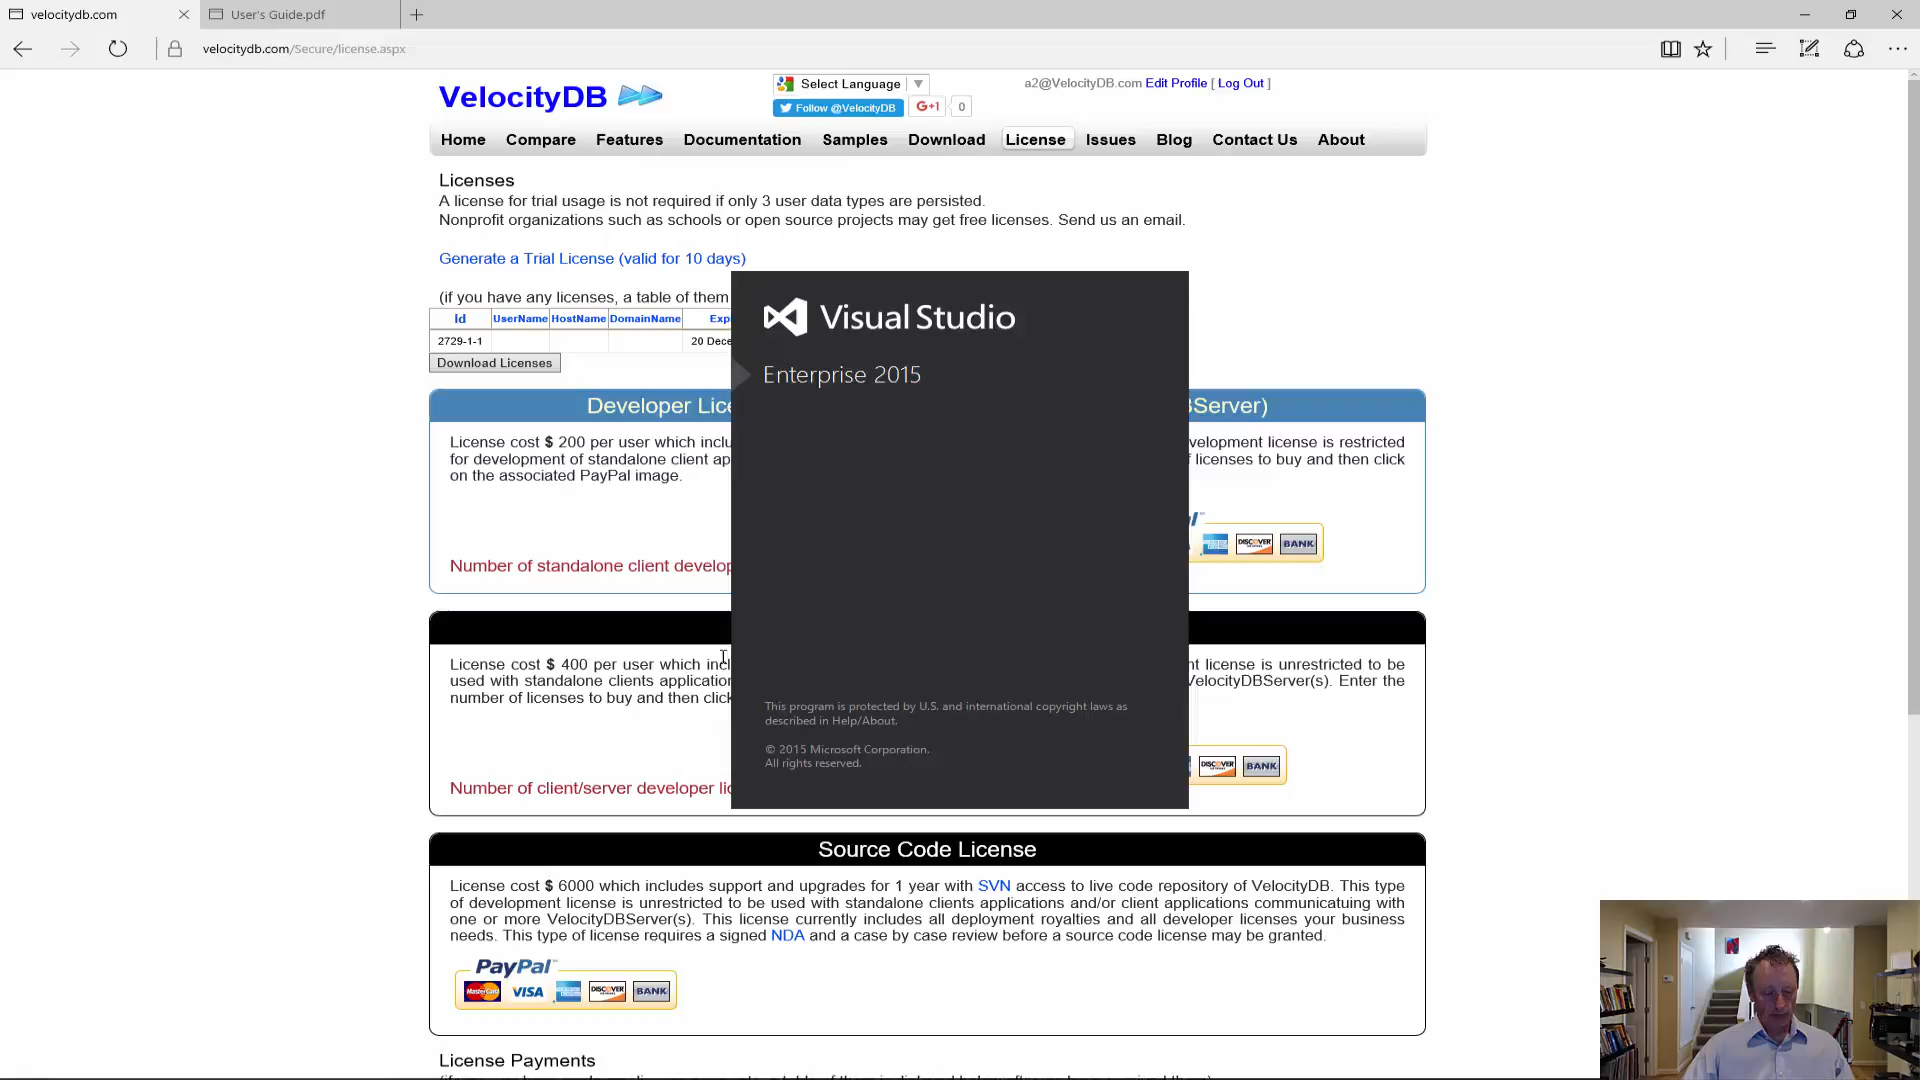 velocitydb.com
User's Guide.pdf
velocitydb.com/Secure/license.aspx
VelocityDB
Select Language
a2@VelocityDB.com Edit Profile [ Log Out ]
Follow @VelocityDB
G+1
0
Home Compare Features Documentation Samples Download License Issues Blog Contact Us About
Licenses
A license for trial usage is not required if only 3 user data types are persisted.
Nonprofit organizations such as schools or open source projects may get free licenses. Send us an email.
Generate a Trial License (valid for 10 days)
(if you have any licenses, a table of them
Id UserName HostName DomainName Exp
2729-1-1 20 Dece
Download Licenses
Visual Studio
Enterprise 2015
This program is protected by U.S. and international copyright laws as
described in Help/About.
© 2015 Microsoft Corporation.
All rights reserved.
Developer Lice BServer)
License cost $ 200 per user which inclu velopment license is restricted
for development of standalone client ap f licenses to buy and then click
on the associated PayPal image.
DISCOVER
BANK
Number of standalone client develop
License cost $ 400 per user which incl nt license is unrestricted to be
used with standalone clients application VelocityDBServer(s). Enter the
number of licenses to buy and then click
DISCOVER
BANK
Number of client/server developer lic
Source Code License
License cost $ 6000 which includes support and upgrades for 1 year with SVN access to live code repository of VelocityDB. This type
of development license is unrestricted to be used with standalone clients applications and/or client applications communicatuing with
one or more VelocityDBServer(s). This license currently includes all deployment royalties and all developer licenses your business
needs. This type of license requires a signed NDA and a case by case review before a source code license may be granted.
PayPal
MasterCard VISA DISCOVER BANK
License Payments